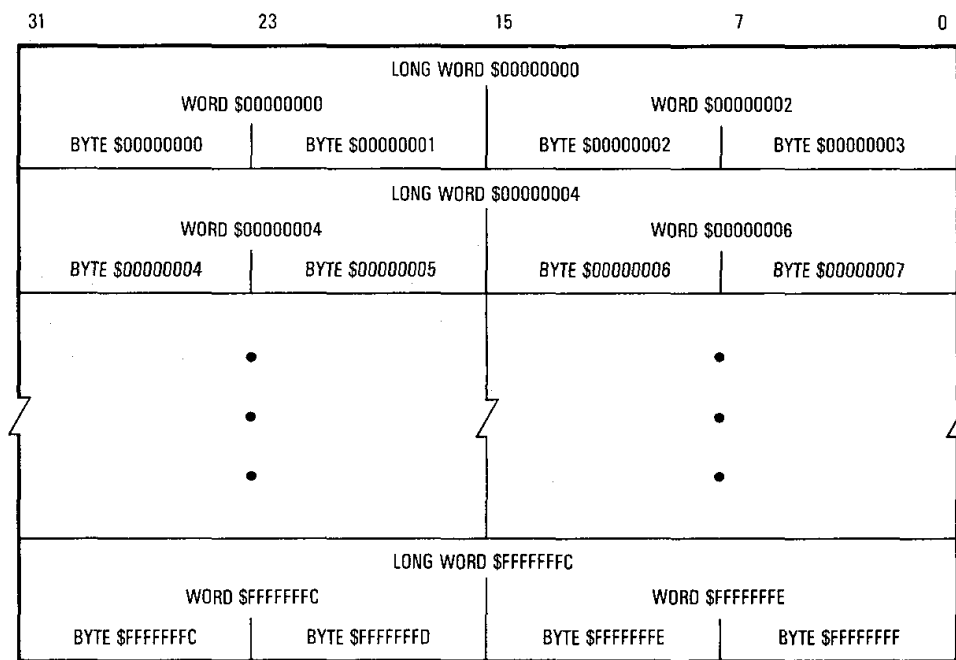 31 23 15 7 0
LONG WORD $00000000
WORD $00000000 WORD $00000002
BYTE $00000000 BYTE $00000001 BYTE $00000002 BYTE $00000003
LONG WORD $00000004
WORD $00000004 WORD $00000006
BYTE $00000004 BYTE $00000005 BYTE $00000006 BYTE $00000007
LONG WORD $FFFFFFFC
WORD $FFFFFFFC WORD $FFFFFFFE
BYTE $FFFFFFFC BYTE $FFFFFFFD BYTE $FFFFFFFE BYTE $FFFFFFFF